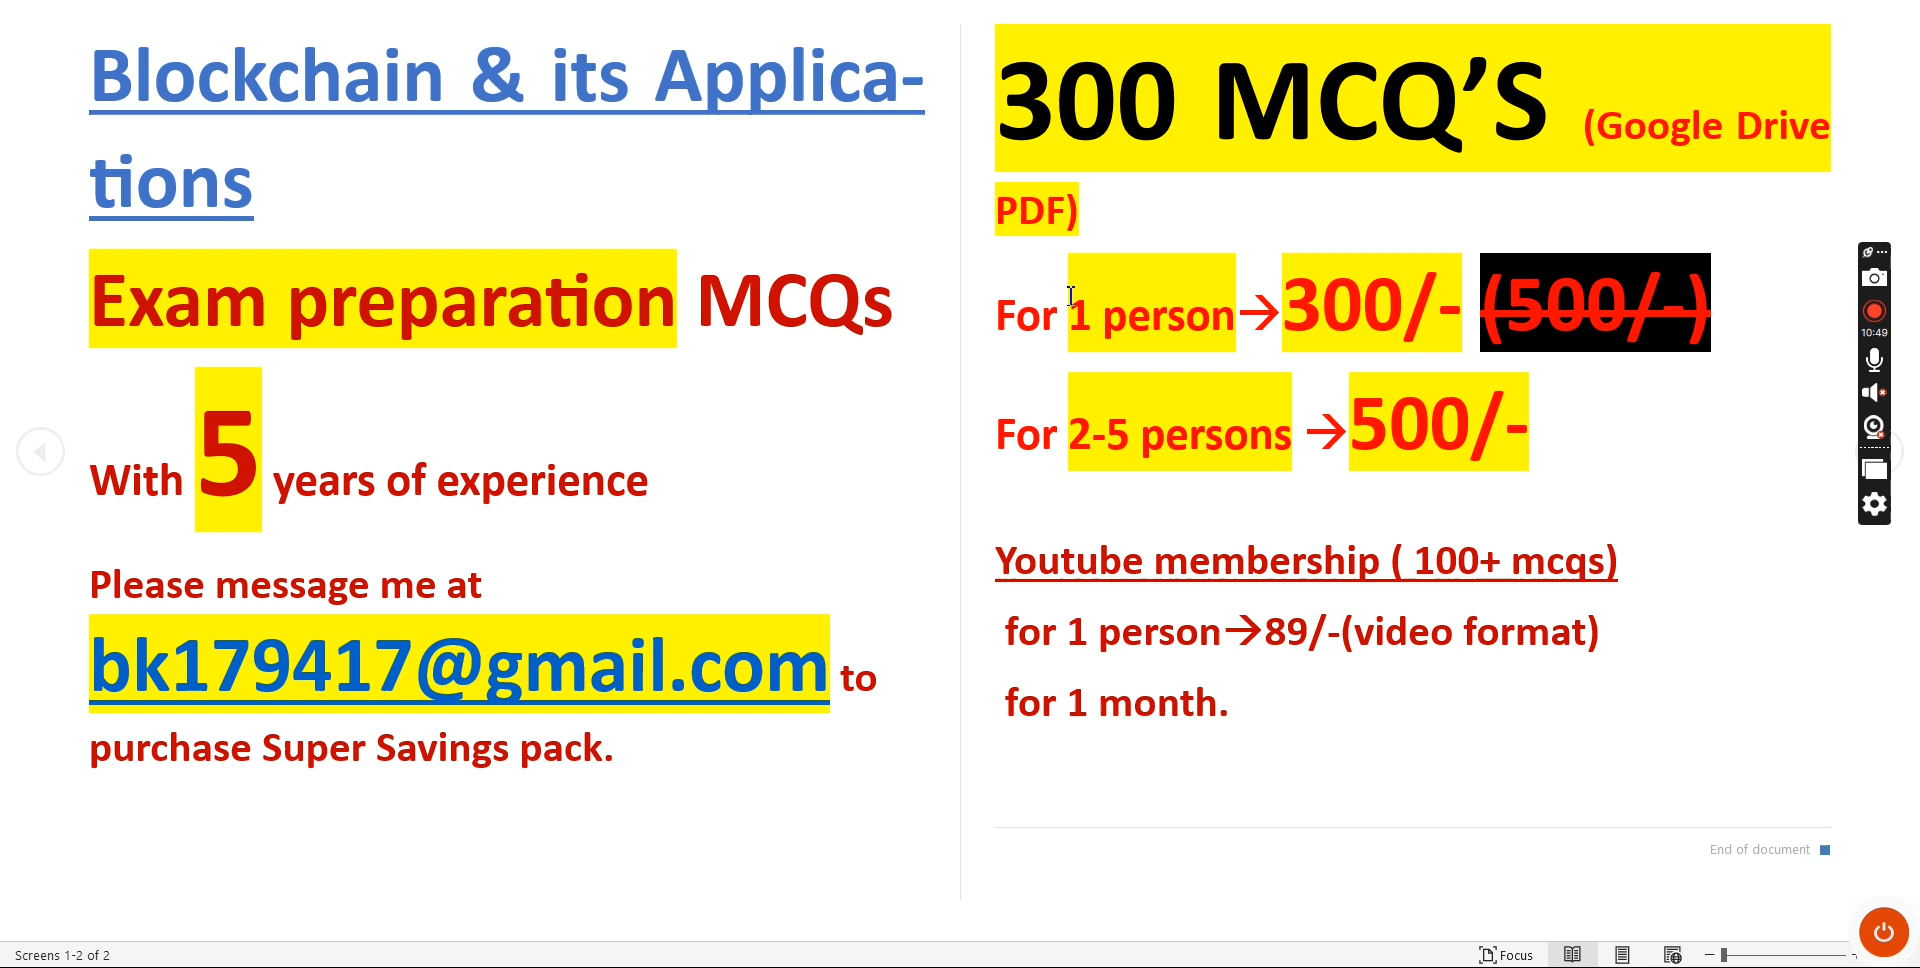 Blockchain & its Applica-
tions
Exam preparation MCQs
With 5 years of experience
Please message me at
bk179417@gmail.com to
purchase Super Savings pack.
300 MCQ’S (Google Drive
PDF)
For 1 person→300/- (500/-)
For 2-5 persons →500/-
Youtube membership ( 100+ mcqs)
for 1 person→89/-(video format)
for 1 month.
End of document
10:49
Screens 1-2 of 2
Focus